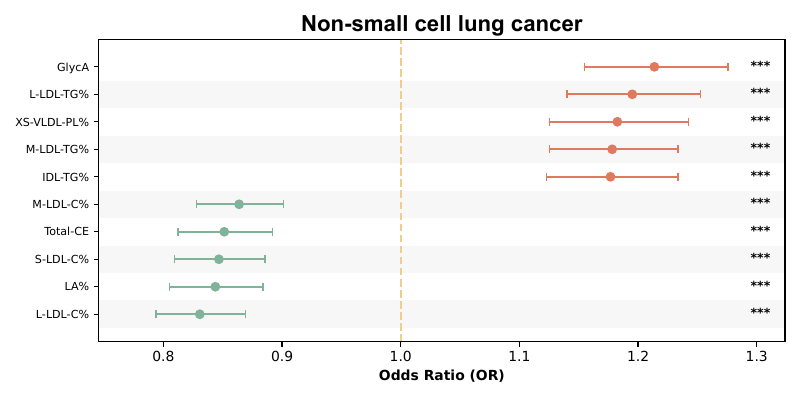 Non-small cell lung cancer
GlycA ***
L-LDL-TG% ***
XS-VLDL-PL% ***
M-LDL-TG% ***
IDL-TG% ***
M-LDL-C% ***
Total-CE ***
S-LDL-C% ***
LA% ***
L-LDL-C% ***
0.8 0.9 1.0 1.1 1.2 1.3
Odds Ratio (OR)